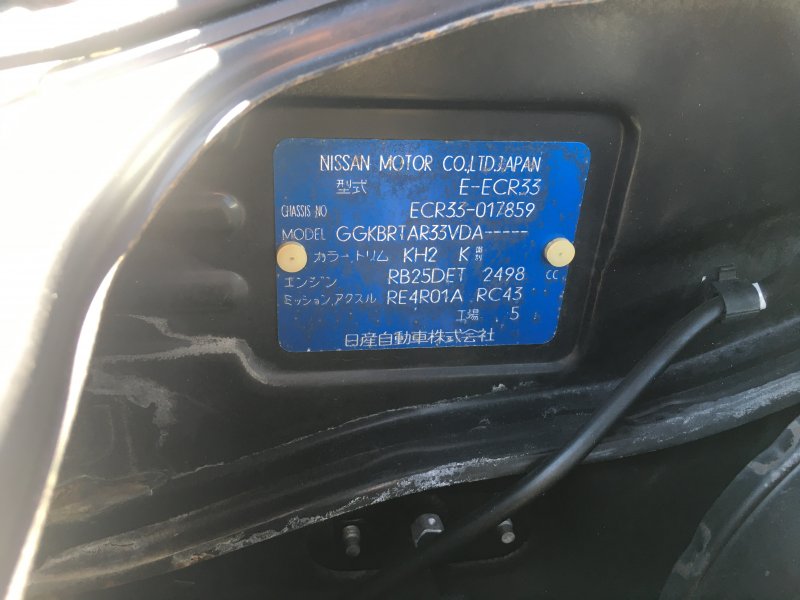 NISSAN MOTOR CO.,LTD.JAPAN
型式 E-ECR33
CHASSIS NO ECR33-017859
MODEL GGKBRTAR33VDA-----
カラー,トリム KH2 K
エンジン RB25DET 2498 CC
ミッション,アクスル RE4R01A RC43
工場 5
日産自動車株式会社